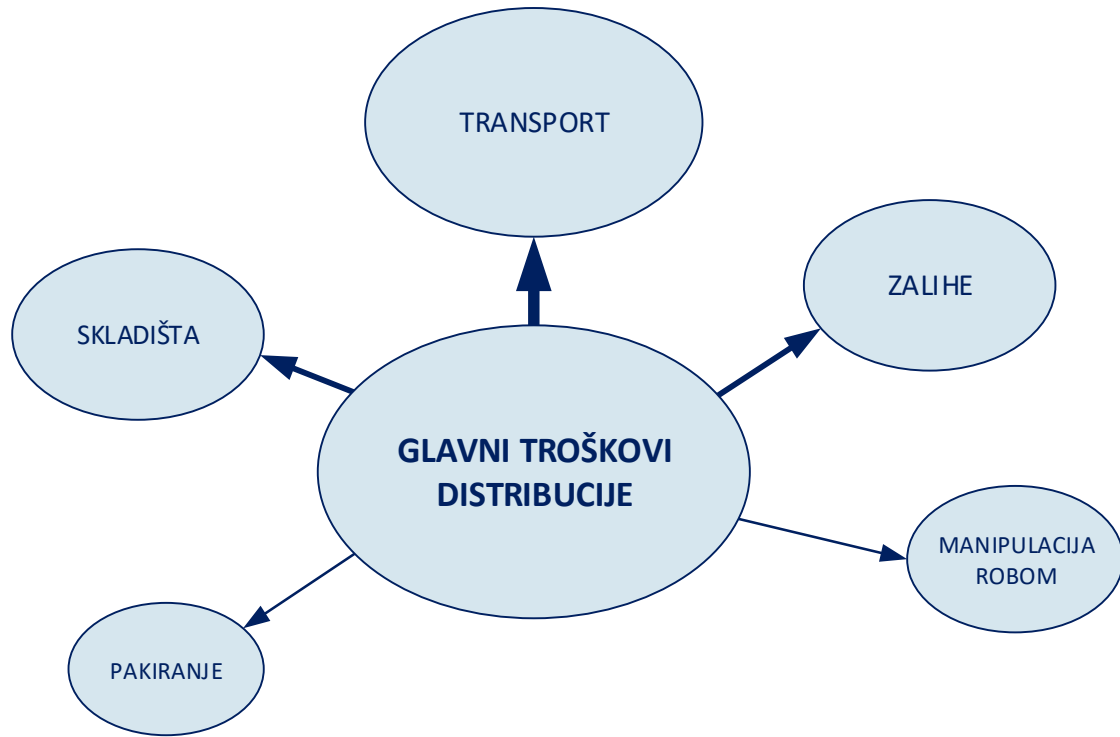 TRANSPORT
ZALIHE
SKLADIŠTA
GLAVNI TROŠKOVI
DISTRIBUCIJE
MANIPULACIJA
ROBOM
PAKIRANJE